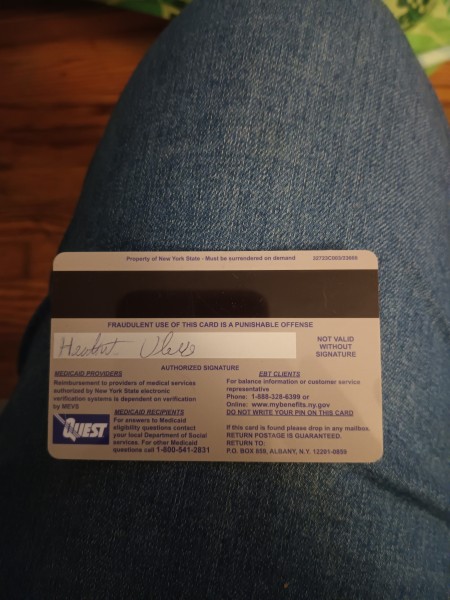 Property of New York State - Must be surrendered on demand
FRAUDULENT USE OF THIS CARD IS A PUNISHABLE OFFENSE
NOT VALID
WITHOUT
SIGNATURE
AUTHORIZED SIGNATURE
MEDICAID PROVIDERS
Reimbursement to providers of medical services
authorized by New York State electronic
verification systems is dependent on verification
by MEVS
QUEST
MEDICAID RECIPIENTS
For answers to Medicaid
eligibility questions contact
your local Department of Social
services. For other Medicaid
questions call 1-800-541-2831
EBT CLIENTS
For balance information or customer service
representative
Phone: 1-888-328-6399 or
Online: www.mybenefits.ny.gov
DO NOT WRITE YOUR PIN ON THIS CARD
If this card is found please drop in any mailbox.
RETURN POSTAGE IS GUARANTEED.
RETURN TO:
P.O. BOX 859, ALBANY, N.Y. 12201-0859